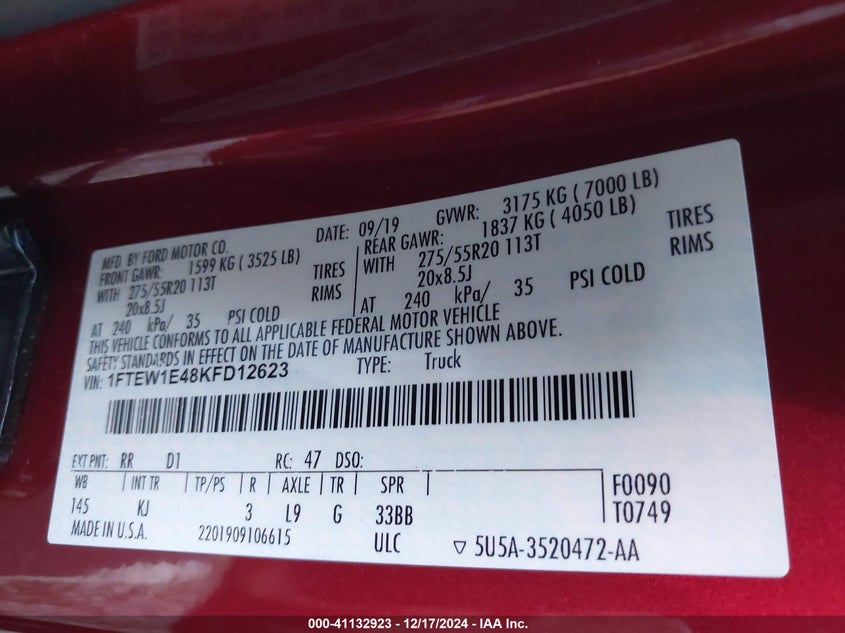 MFD. BY FORD MOTOR CO. DATE: 09/19 GVWR: 3175 KG ( 7000 LB)
FRONT GAWR: 1599 KG ( 3525 LB) REAR GAWR: 1837 KG ( 4050 LB)
WITH 275/55R20 113T TIRES WITH 275/55R20 113T TIRES
20x8.5J RIMS 20x8.5J RIMS
AT 240 kPa/ 35 PSI COLD AT 240 kPa/ 35 PSI COLD
THIS VEHICLE CONFORMS TO ALL APPLICABLE FEDERAL MOTOR VEHICLE
SAFETY STANDARDS IN EFFECT ON THE DATE OF MANUFACTURE SHOWN ABOVE.
VIN: 1FTEW1E48KFD12623 TYPE: Truck
EXT PNT: RR D1 RC: 47 DSO:
WB INT TR TP/PS R AXLE TR SPR F0090
145 KJ 3 L9 G 33BB T0749
MADE IN U.S.A. 2201909106615 ULC ▽ 5U5A-3520472-AA
000-41132923 - 12/17/2024 - IAA Inc.